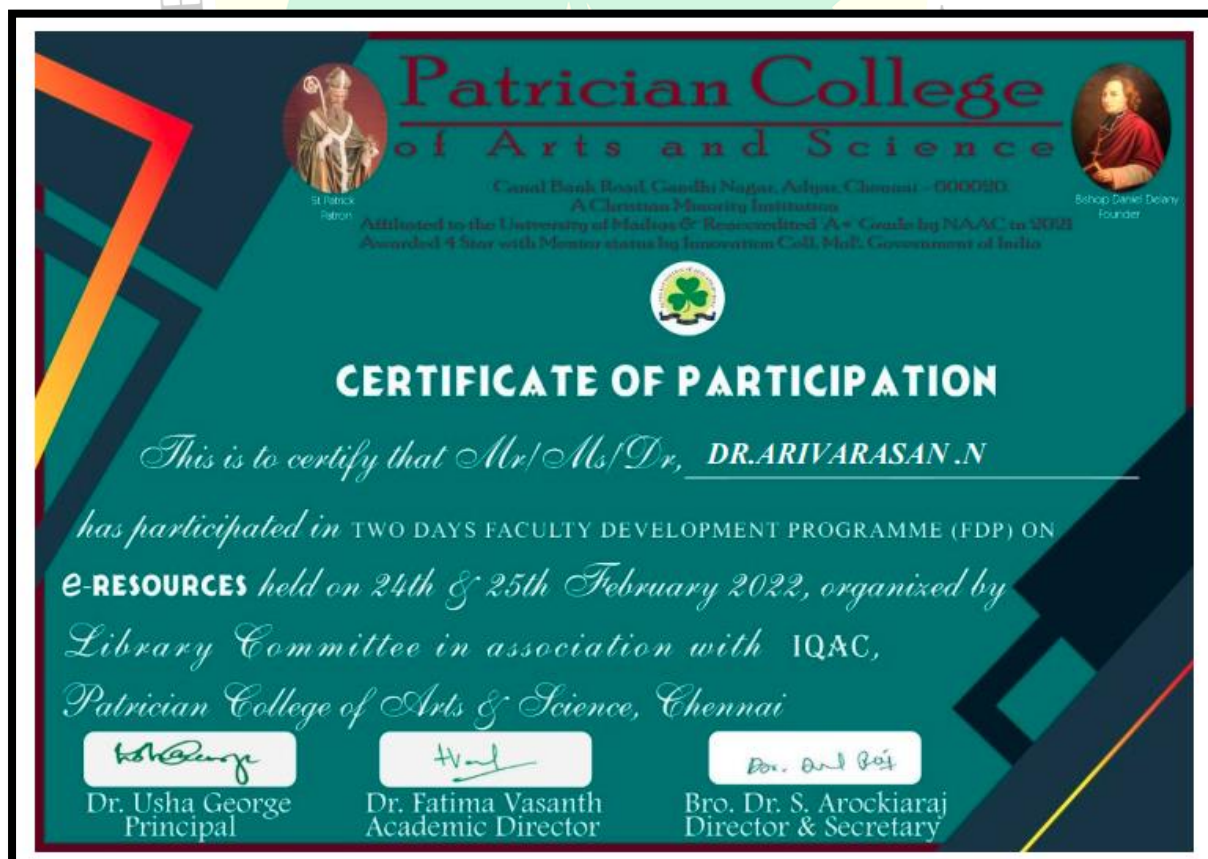 Patrician College
of Arts and Science
Canal Bank Road, Gandhi Nagar, Adyar, Chennai - 600020.
A Christian Minority Institution
Affiliated to the University of Madras & Reaccredited 'A+' Grade by NAAC in 2021
Awarded 4 Star with Mentor status by Innovation Cell, MoE, Government of India
St Patrick
Patron
Bishop Daniel Delany
Founder
CERTIFICATE OF PARTICIPATION
This is to certify that Mr/Ms/Dr, DR.ARIVARASAN .N
has participated in TWO DAYS FACULTY DEVELOPMENT PROGRAMME (FDP) ON
e-RESOURCES held on 24th & 25th February 2022, organized by
Library Committee in association with IQAC,
Patrician College of Arts & Science, Chennai
Dr. Usha George
Principal
Dr. Fatima Vasanth
Academic Director
Bro. Dr. S. Arockiaraj
Director & Secretary